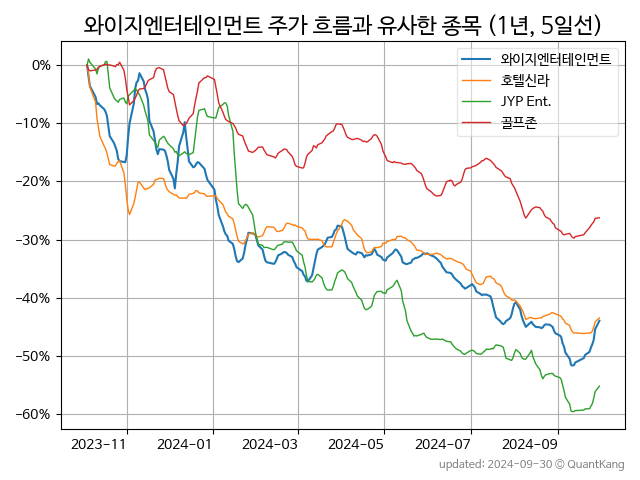 와이지엔터테인먼트 주가 흐름과 유사한 종목 (1년, 5일선)
와이지엔터테인먼트
호텔신라
JYP Ent.
골프존
0%
−10%
−20%
−30%
−40%
−50%
−60%
2023-11 2024-01 2024-03 2024-05 2024-07 2024-09
updated: 2024-09-30 © QuantKang